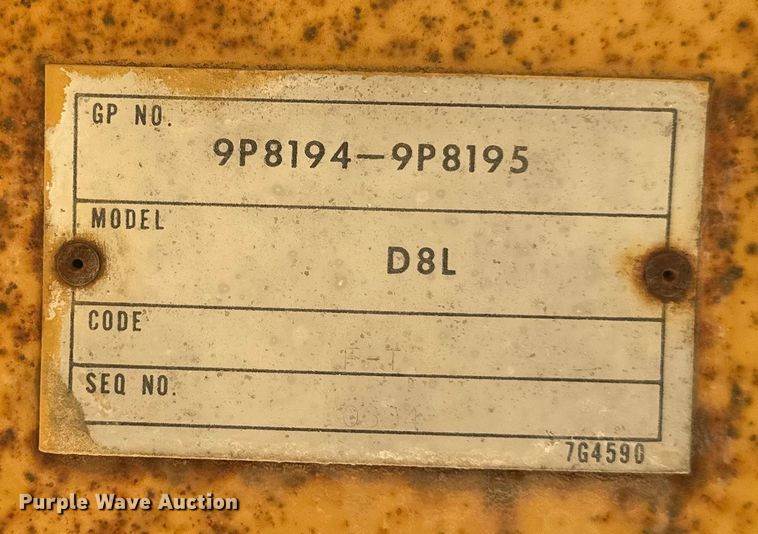 GP NO.
9P8194–9P8195
MODEL
D8L
CODE
SEQ NO.
7G4590
Purple Wave Auction